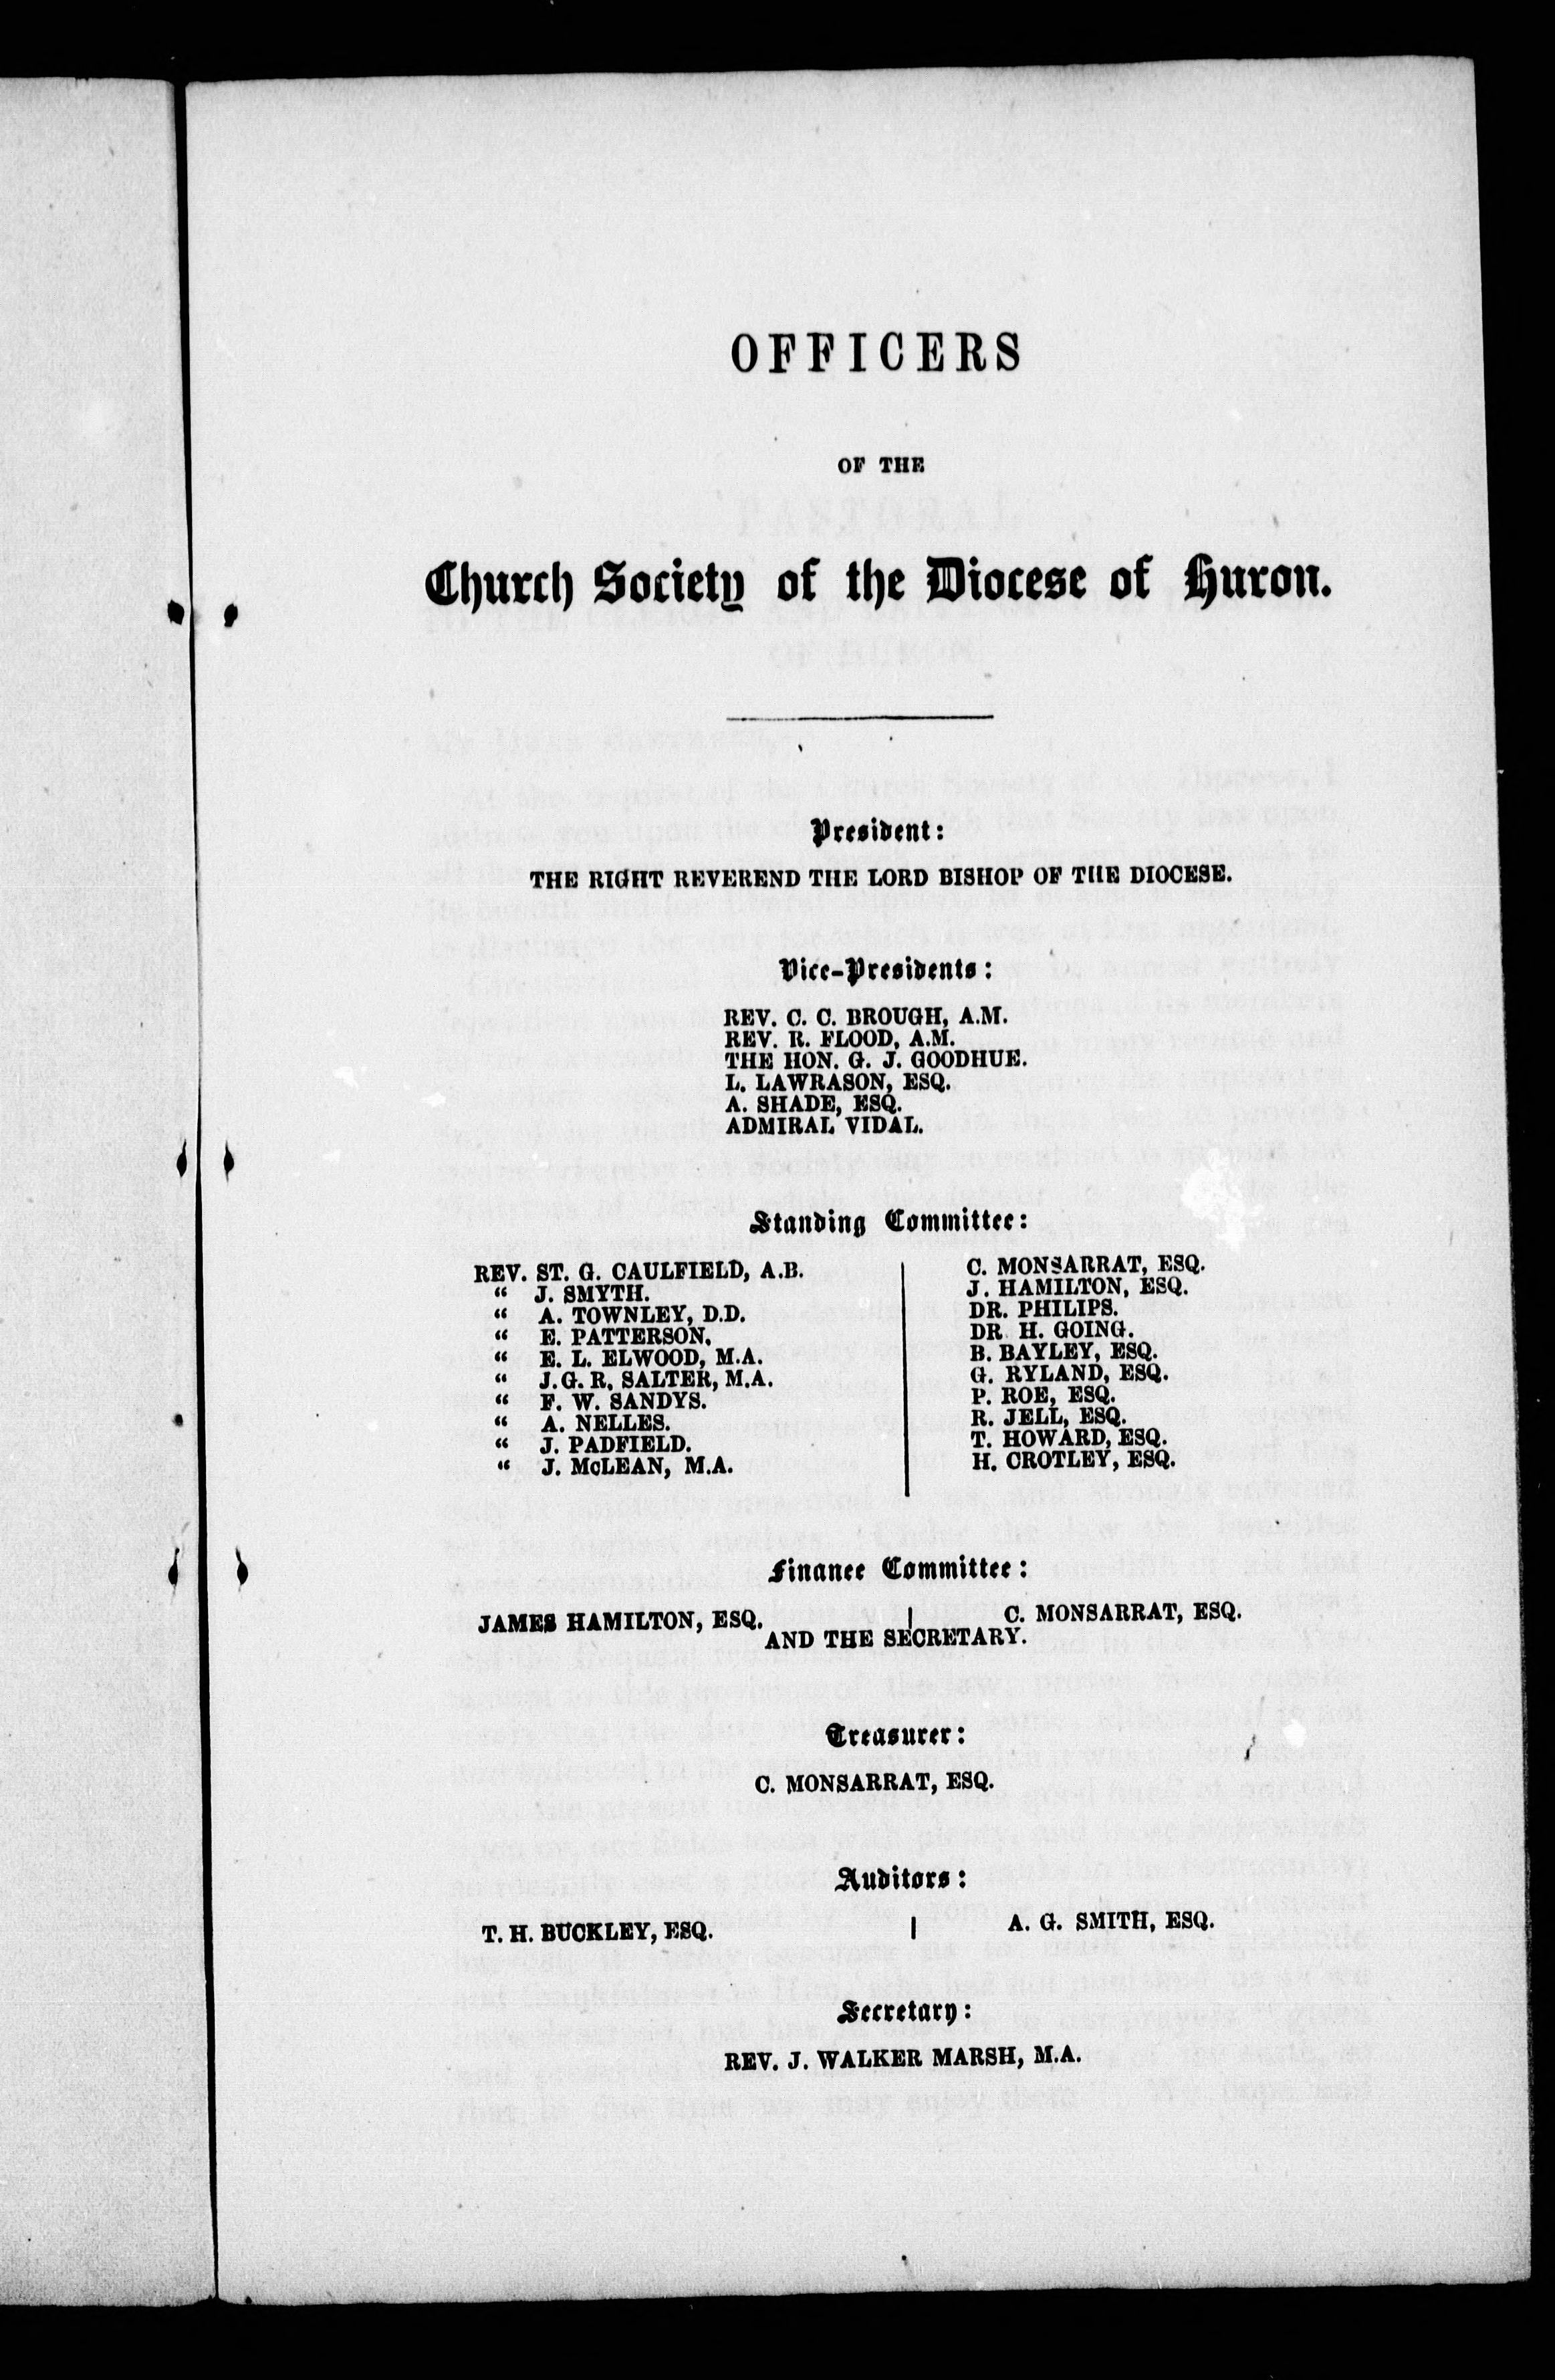 OFFICERS
OF THE
Church Society of the Diocese of Huron.
President:
THE RIGHT REVEREND THE LORD BISHOP OF THE DIOCESE.
Vice-Presidents:
REV. C. C. BROUGH, A.M.
REV. R. FLOOD, A.M.
THE HON. G. J. GOODHUE.
L. LAWRASON, ESQ.
A. SHADE, ESQ.
ADMIRAL VIDAL.
Standing Committee:
REV. ST. G. CAULFIELD, A.B.
“ J. SMYTH.
“ A. TOWNLEY, D.D.
“ E. PATTERSON.
“ E. L. ELWOOD, M.A.
“ J. G. R. SALTER, M.A.
“ F. W. SANDYS.
“ A. NELLES.
“ J. PADFIELD.
“ J. McLEAN, M.A.
C. MONSARRAT, ESQ.
J. HAMILTON, ESQ.
DR. PHILIPS.
DR H. GOING.
B. BAYLEY, ESQ.
G. RYLAND, ESQ.
P. ROE, ESQ.
R. JELL, ESQ.
T. HOWARD, ESQ.
H. CROTLEY, ESQ.
Finance Committee:
JAMES HAMILTON, ESQ. | C. MONSARRAT, ESQ.
AND THE SECRETARY.
Treasurer:
C. MONSARRAT, ESQ.
Auditors:
T. H. BUCKLEY, ESQ. | A. G. SMITH, ESQ.
Secretary:
REV. J. WALKER MARSH, M.A.